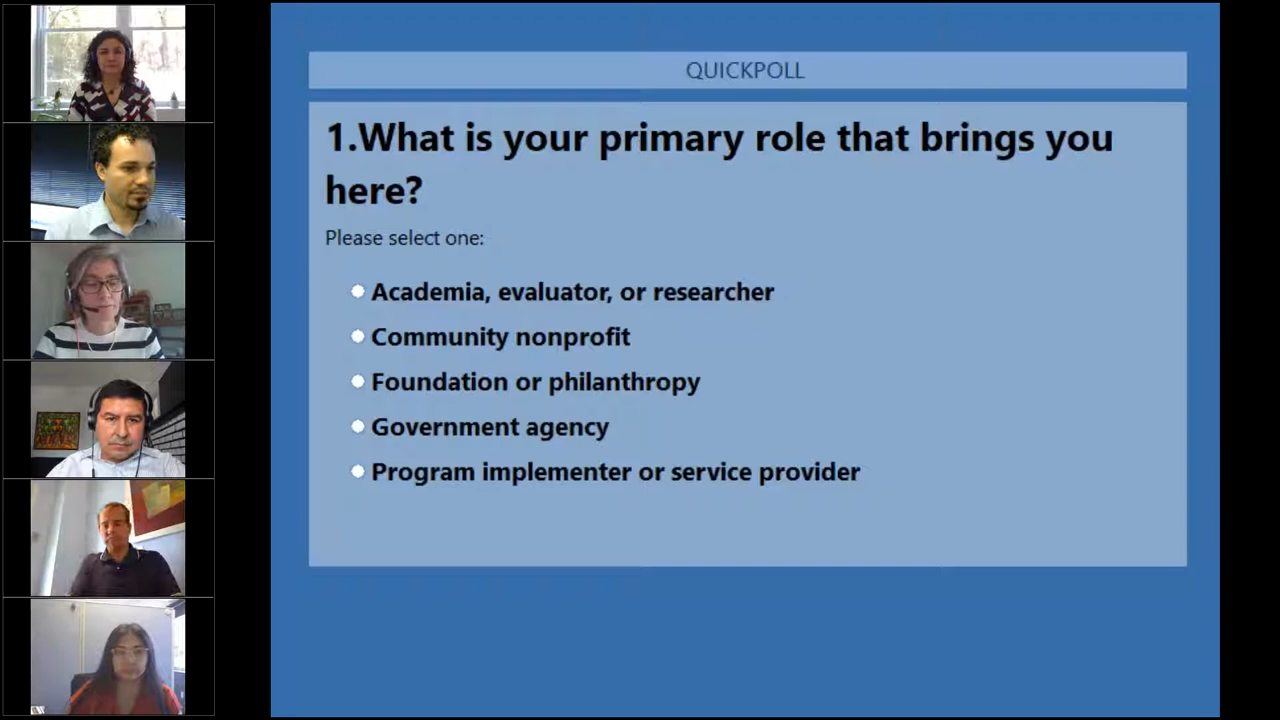 QUICKPOLL
1.What is your primary role that brings you
here?
Please select one:
Academia, evaluator, or researcher
Community nonprofit
Foundation or philanthropy
Government agency
Program implementer or service provider